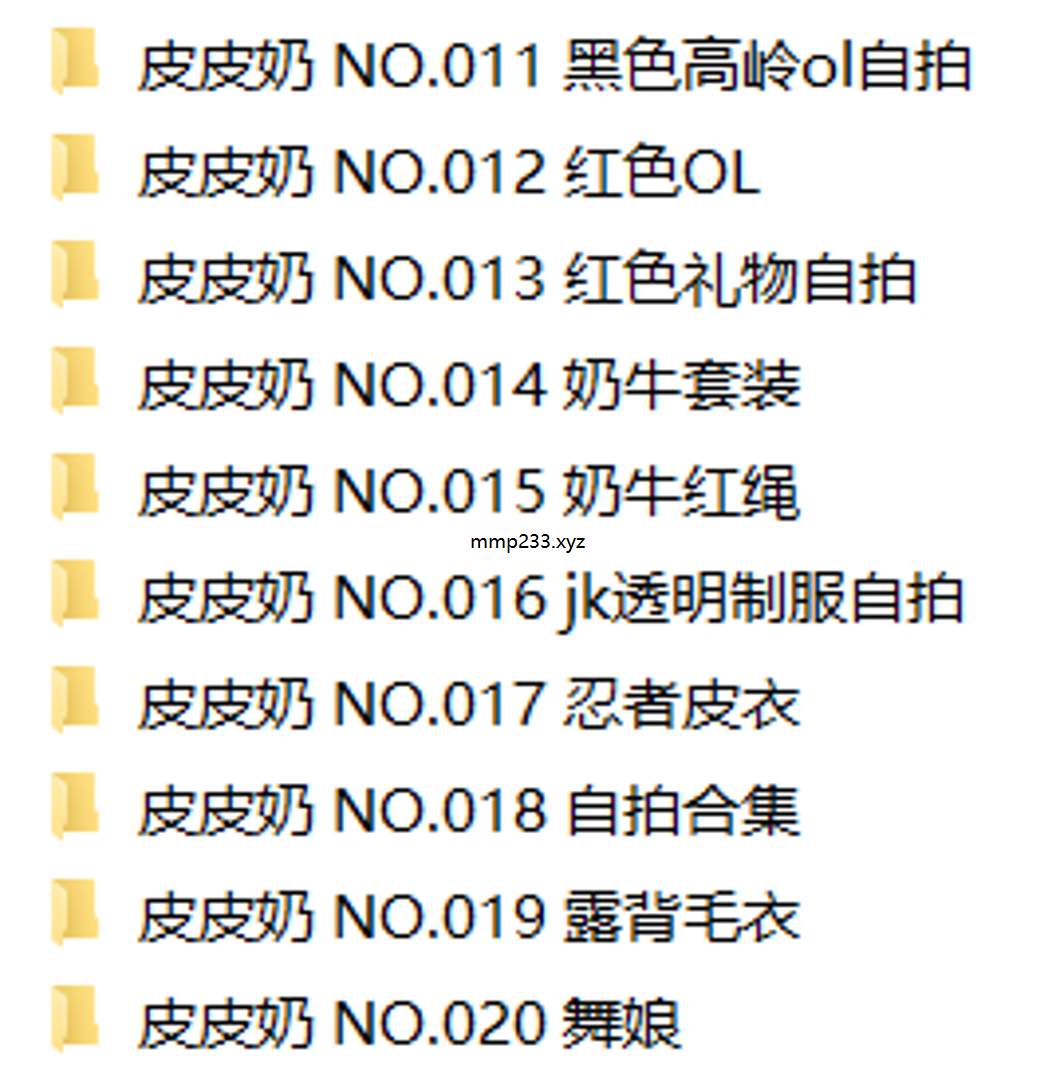 皮皮奶 NO.011 黑色高岭ol自拍
皮皮奶 NO.012 红色OL
皮皮奶 NO.013 红色礼物自拍
皮皮奶 NO.014 奶牛套装
皮皮奶 NO.015 奶牛红绳
mmp233.xyz
皮皮奶 NO.016 jk透明制服自拍
皮皮奶 NO.017 忍者皮衣
皮皮奶 NO.018 自拍合集
皮皮奶 NO.019 露背毛衣
皮皮奶 NO.020 舞娘